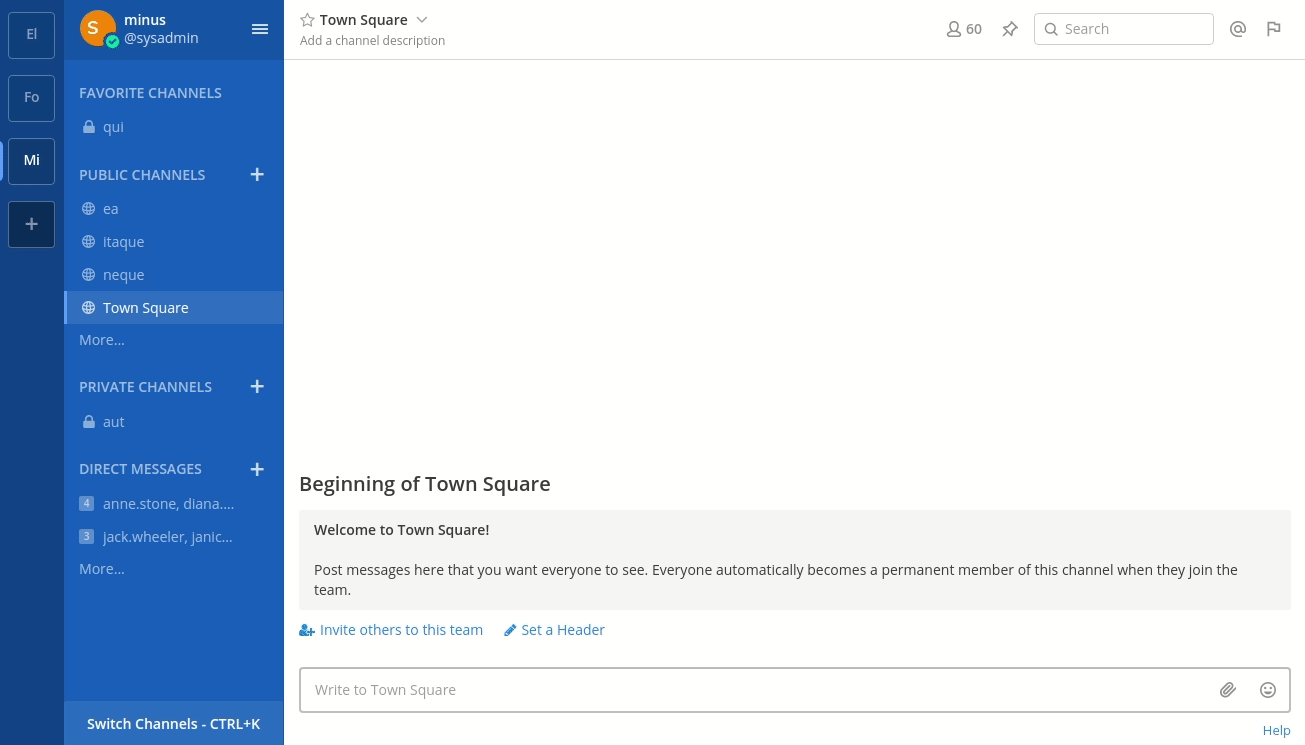 El
Fo
Mi
S
minus
@sysadmin
FAVORITE CHANNELS
qui
PUBLIC CHANNELS
ea
itaque
neque
Town Square
More...
PRIVATE CHANNELS
aut
DIRECT MESSAGES
4 anne.stone, diana....
3 jack.wheeler, janic...
More...
Switch Channels - CTRL+K
Town Square
Add a channel description
60
Search
Beginning of Town Square
Welcome to Town Square!
Post messages here that you want everyone to see. Everyone automatically becomes a permanent member of this channel when they join the
team.
Invite others to this team
Set a Header
Write to Town Square
Help